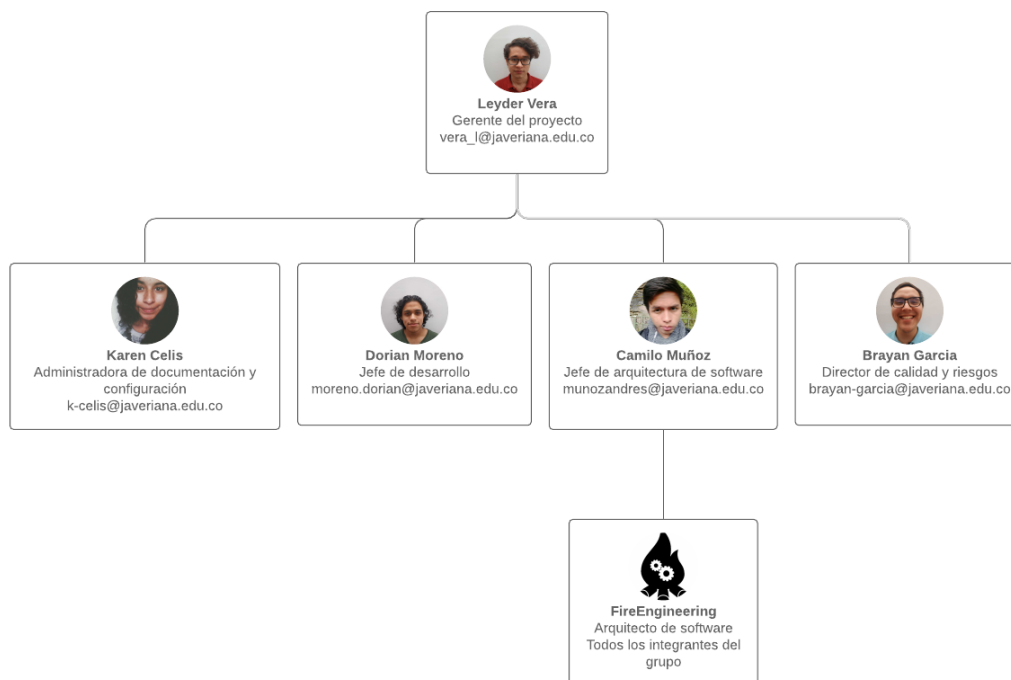 Leyder Vera
Gerente del proyecto
vera_l@javeriana.edu.co
Karen Celis
Administradora de documentación y
configuración
k-celis@javeriana.edu.co
Dorian Moreno
Jefe de desarrollo
moreno.dorian@javeriana.edu.co
Camilo Muñoz
Jefe de arquitectura de software
munozandres@javeriana.edu.co
Brayan Garcia
Director de calidad y riesgos
brayan-garcia@javeriana.edu.co
FireEngineering
Arquitecto de software
Todos los integrantes del
grupo